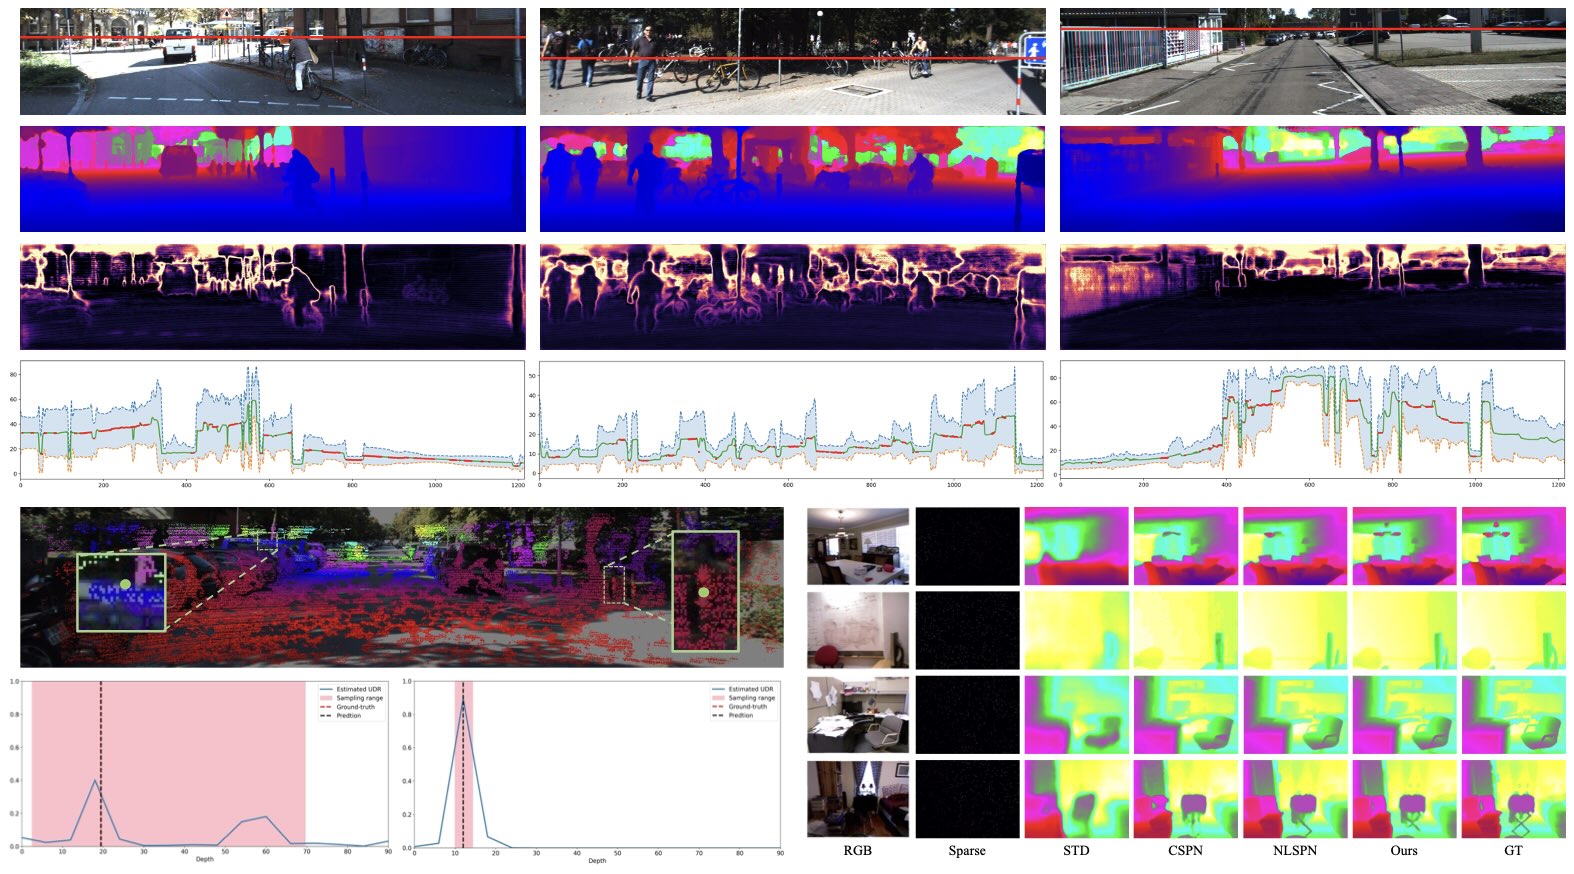 80
60
40
20
0
0 200 400 600 800 1000 1200
50
40
30
20
10
0
0 200 400 600 800 1000 1200
80
60
40
20
0
0 200 400 600 800 1000 1200
1.0
0.8
0.6
0.4
0.2
0.0
Estimated UDR
Sampling range
Ground-truth
Predtion
0 10 20 30 40 50 60 70 80 90
Depth
1.0
0.8
0.6
0.4
0.2
0.0
Estimated UDR
Sampling range
Ground-truth
Predtion
0 10 20 30 40 50 60 70 80 90
Depth
RGB Sparse STD CSPN NLSPN Ours GT